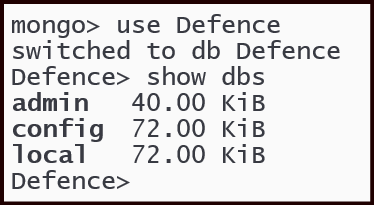 mongo> use Defence
switched to db Defence
Defence> show dbs
admin   40.00 KiB
config  72.00 KiB
local   72.00 KiB
Defence>